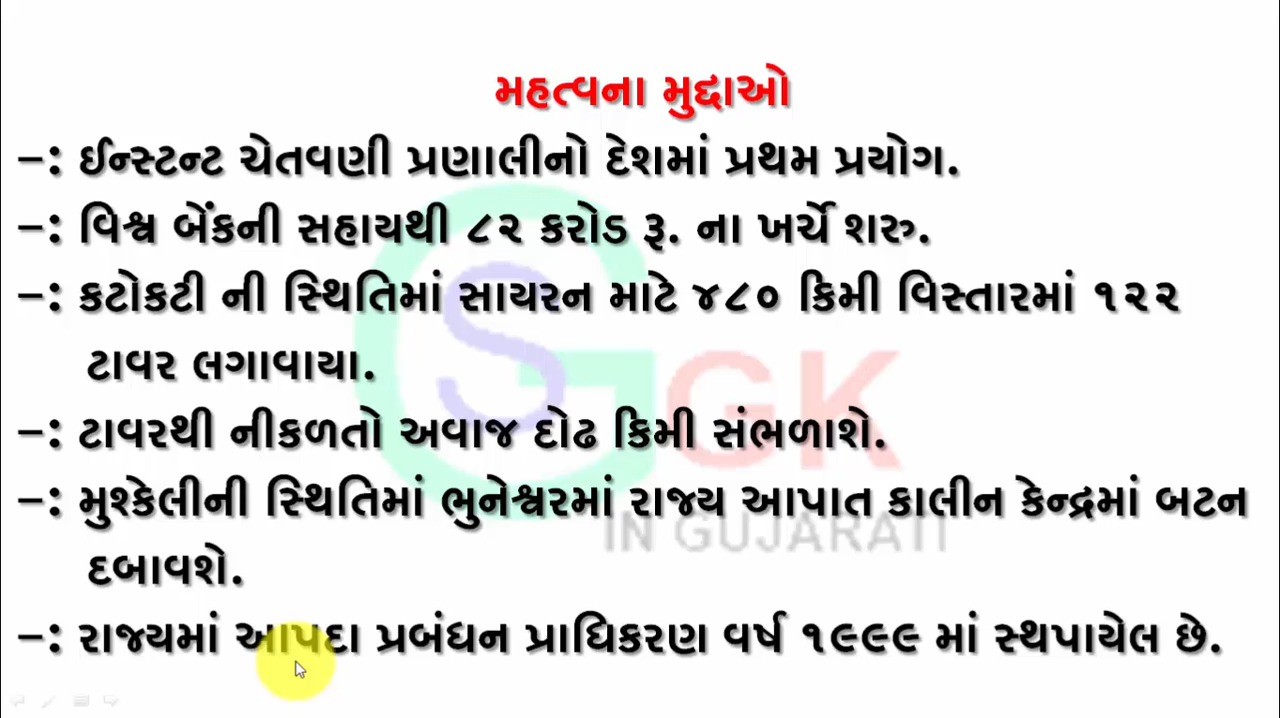 મહત્વના મુદ્દાઓ
–: ઈન્સ્ટન્ટ ચેતવણી પ્રણાલીનો દેશમાં પ્રથમ પ્રયોગ.
–: વિશ્વ બેંકની સહાયથી ૮૨ કરોડ રૂ. ના ખર્ચે શરુ.
–: કટોકટી ની સ્થિતિમાં સાયરન માટે ૪૮૦ કિમી વિસ્તારમાં ૧૨૨
ટાવર લગાવાયા.
–: ટાવરથી નીકળતો અવાજ દોઢ કિમી સંભળાશે.
–: મુશ્કેલીની સ્થિતિમાં ભુનેશ્વરમાં રાજ્ય આપાત કાલીન કેન્દ્રમાં બટન
દબાવશે.
–: રાજ્યમાં આપદા પ્રબંધન પ્રાધિકરણ વર્ષ ૧૯૯૯ માં સ્થપાયેલ છે.
GS GK
IN GUJARATI